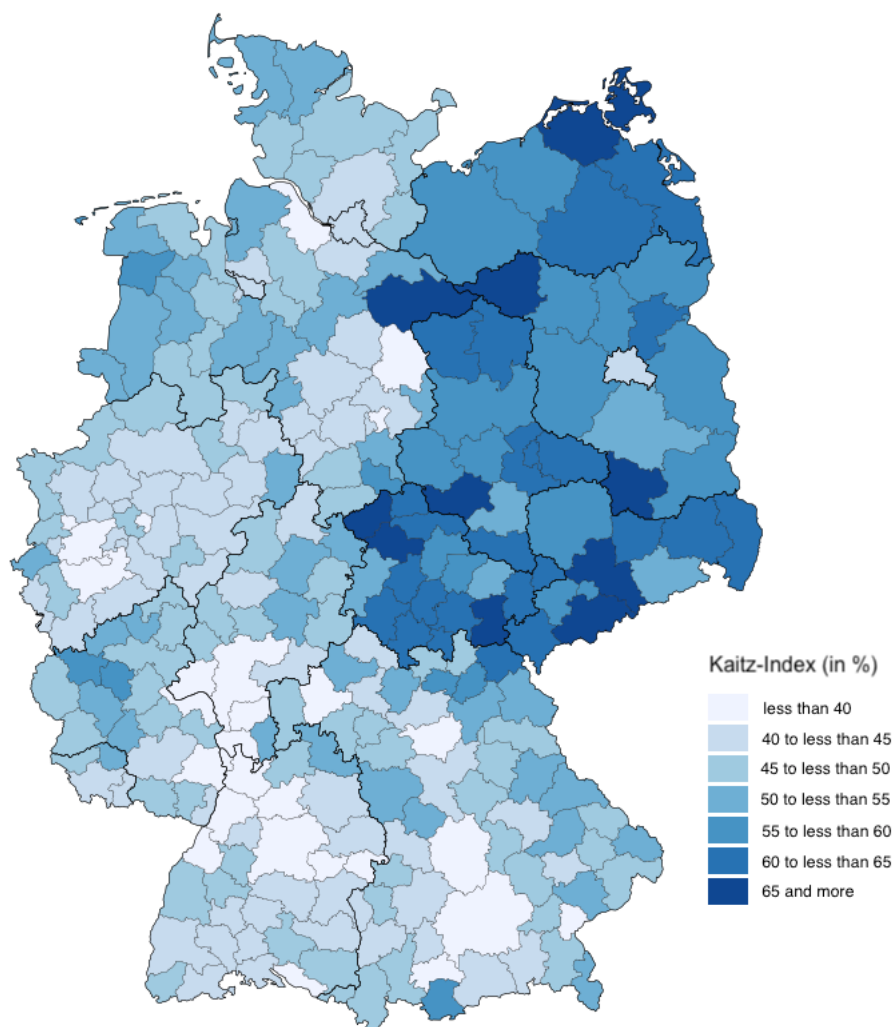 Kaitz-Index (in %)
less than 40
40 to less than 45
45 to less than 50
50 to less than 55
55 to less than 60
60 to less than 65
65 and more